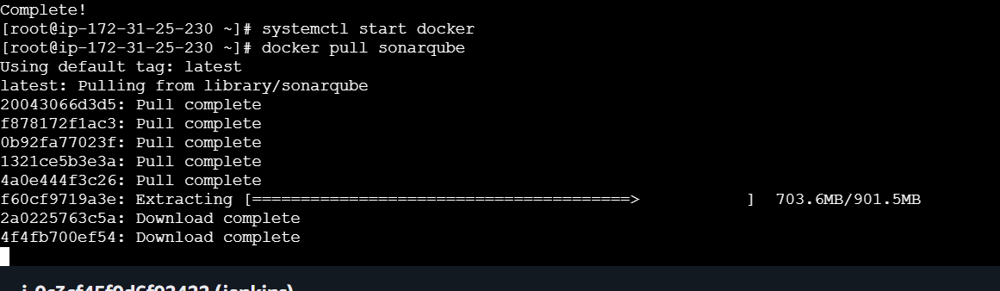 Complete!
[root@ip-172-31-25-230 ~]# systemctl start docker
[root@ip-172-31-25-230 ~]# docker pull sonarqube
Using default tag: latest
latest: Pulling from library/sonarqube
20043066d3d5: Pull complete
f878172f1ac3: Pull complete
0b92fa77023f: Pull complete
1321ce5b3e3a: Pull complete
4a0e444f3c26: Pull complete
f60cf9719a3e: Extracting [=======================================>           ]  703.6MB/901.5MB
2a0225763c5a: Download complete
4f4fb700ef54: Download complete
(jenkins)